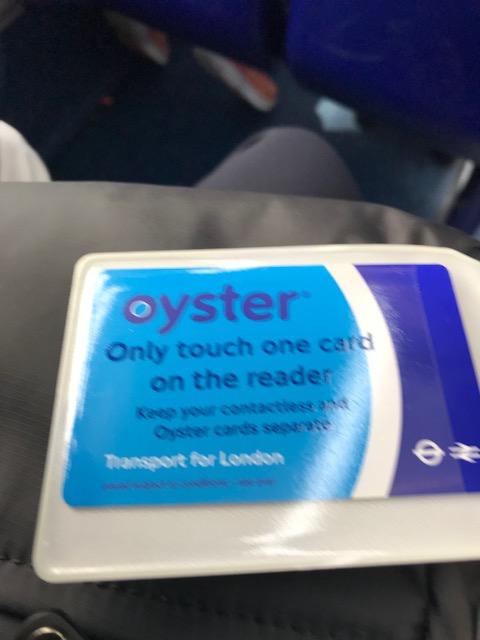 oyster
Only touch one card
on the reader
Keep your contactless and
Oyster cards separate
Transport for London